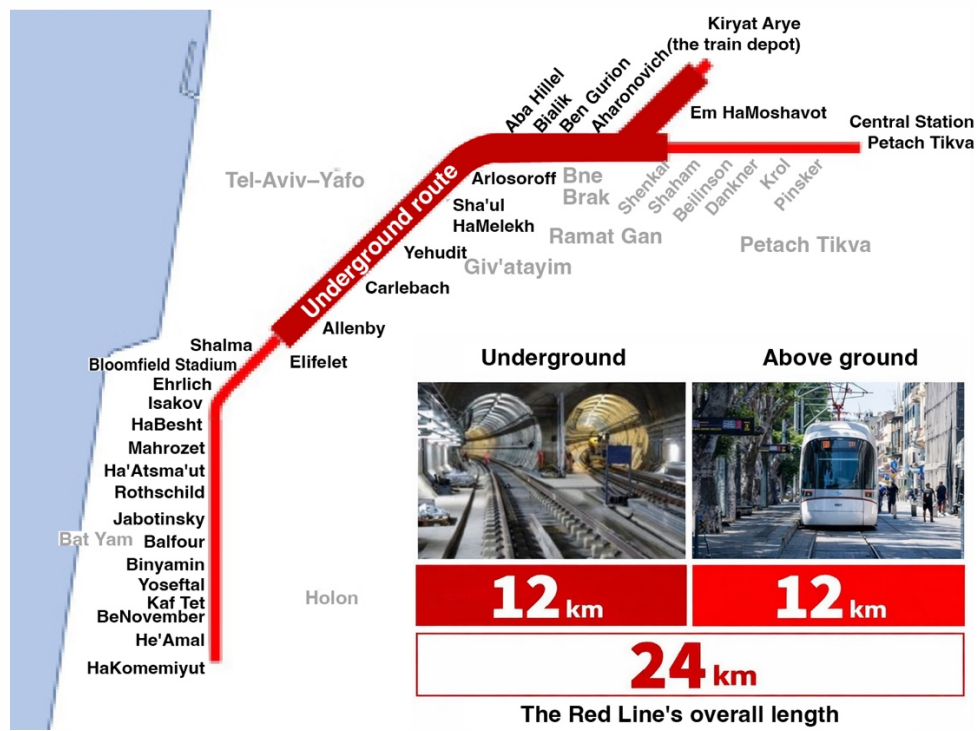 Kiryat Arye
(the train depot)
Aba Hillel
Bialik
Ben Gurion
Aharonovich
Em HaMoshavot
Central Station
Petach Tikva
Underground route
Tel-Aviv–Yafo
Arlosoroff
Bne
Brak
Shenkar
Shaham
Beilinson
Dankner
Krol
Pinsker
Sha'ul
HaMelekh
Ramat Gan
Petach Tikva
Yehudit
Giv'atayim
Carlebach
Allenby
Elifelet
Shalma
Bloomfield Stadium
Ehrlich
Isakov
HaBesht
Mahrozet
Ha'Atsma'ut
Rothschild
Jabotinsky
Bat Yam
Balfour
Binyamin
Yoseftal
Kaf Tet
BeNovember
He'Amal
HaKomemiyut
Holon
Underground
Above ground
12 km
12 km
24 km
The Red Line's overall length